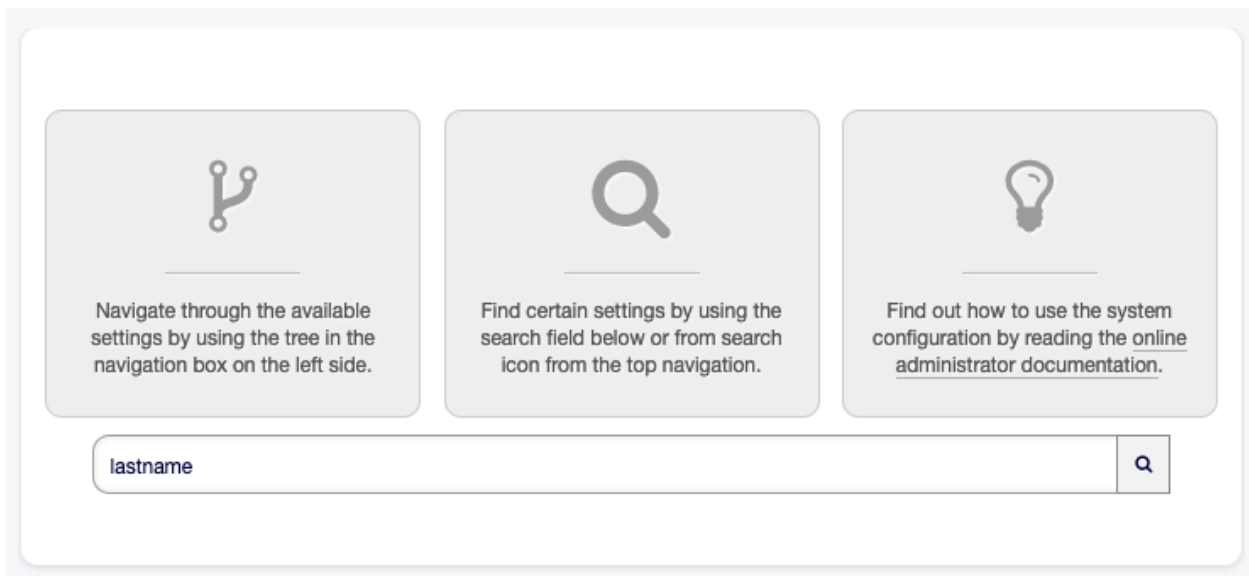 Navigate through the available
settings by using the tree in the
navigation box on the left side.
Find certain settings by using the
search field below or from search
icon from the top navigation.
Find out how to use the system
configuration by reading the online
administrator documentation.
lastname